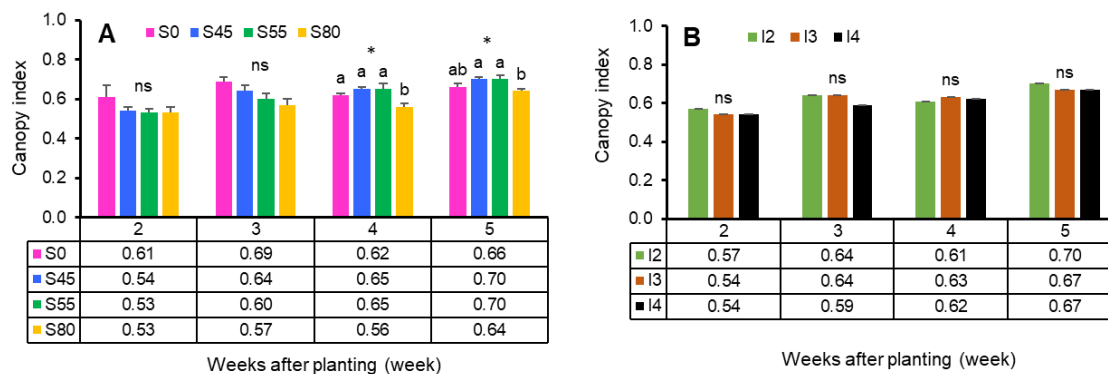 A
S0 S45 S55 S80
Canopy index
1.0
0.8
0.6
0.4
0.2
0.0
ns
ns
*
a a a b
*
ab a a b
2 3 4 5
S0 0.61 0.69 0.62 0.66
S45 0.54 0.64 0.65 0.70
S55 0.53 0.60 0.65 0.70
S80 0.53 0.57 0.56 0.64
Weeks after planting (week)
B
I2 I3 I4
Canopy index
1.0
0.8
0.6
0.4
0.2
0.0
ns
ns
ns
ns
2 3 4 5
I2 0.57 0.64 0.61 0.70
I3 0.54 0.64 0.63 0.67
I4 0.54 0.59 0.62 0.67
Weeks after planting (week)